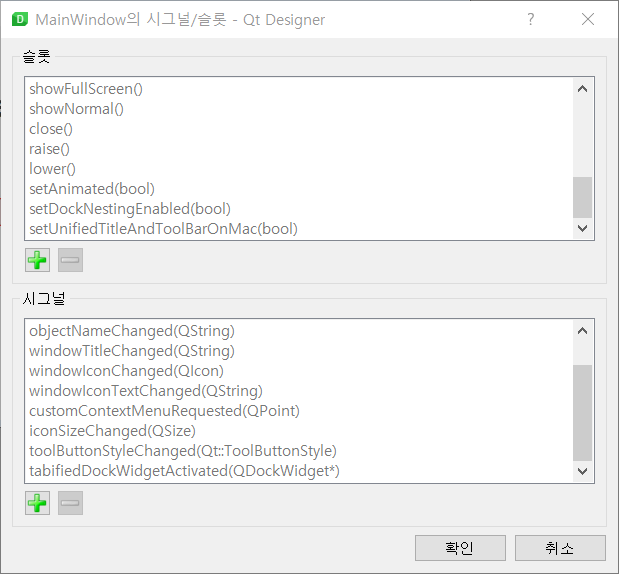 MainWindow의 시그널/슬롯 - Qt Designer
슬롯
showFullScreen()
showNormal()
close()
raise()
lower()
setAnimated(bool)
setDockNestingEnabled(bool)
setUnifiedTitleAndToolBarOnMac(bool)
시그널
objectNameChanged(QString)
windowTitleChanged(QString)
windowIconChanged(QIcon)
windowIconTextChanged(QString)
customContextMenuRequested(QPoint)
iconSizeChanged(QSize)
toolButtonStyleChanged(Qt::ToolButtonStyle)
tabifiedDockWidgetActivated(QDockWidget*)
확인 취소